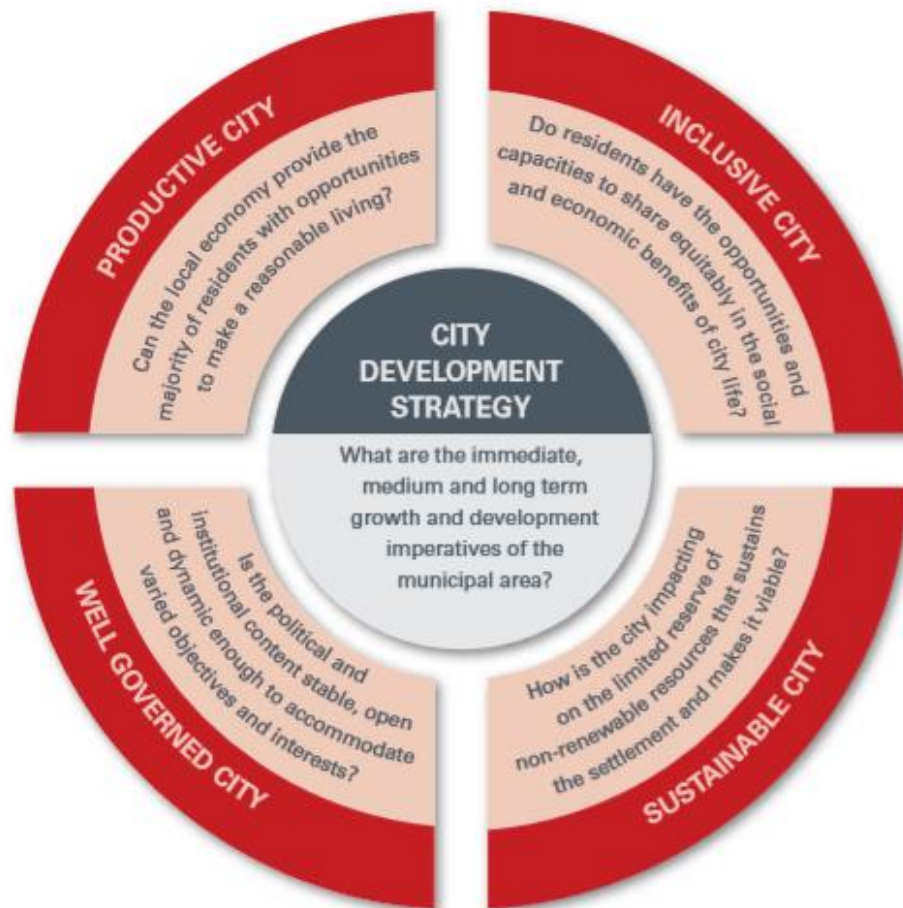 PRODUCTIVE CITY
Can the local economy provide the
majority of residents with opportunities
to make a reasonable living?
INCLUSIVE CITY
Do residents have the opportunities and
capacities to share equitably in the social
and economic benefits of city life?
CITY
DEVELOPMENT
STRATEGY
What are the immediate,
medium and long term
growth and development
imperatives of the
municipal area?
WELL GOVERNED CITY
Is the political and
institutional content stable, open
and dynamic enough to accommodate
varied objectives and interests?
SUSTAINABLE CITY
How is the city impacting
on the limited reserve of
non-renewable resources that sustains
the settlement and makes it viable?